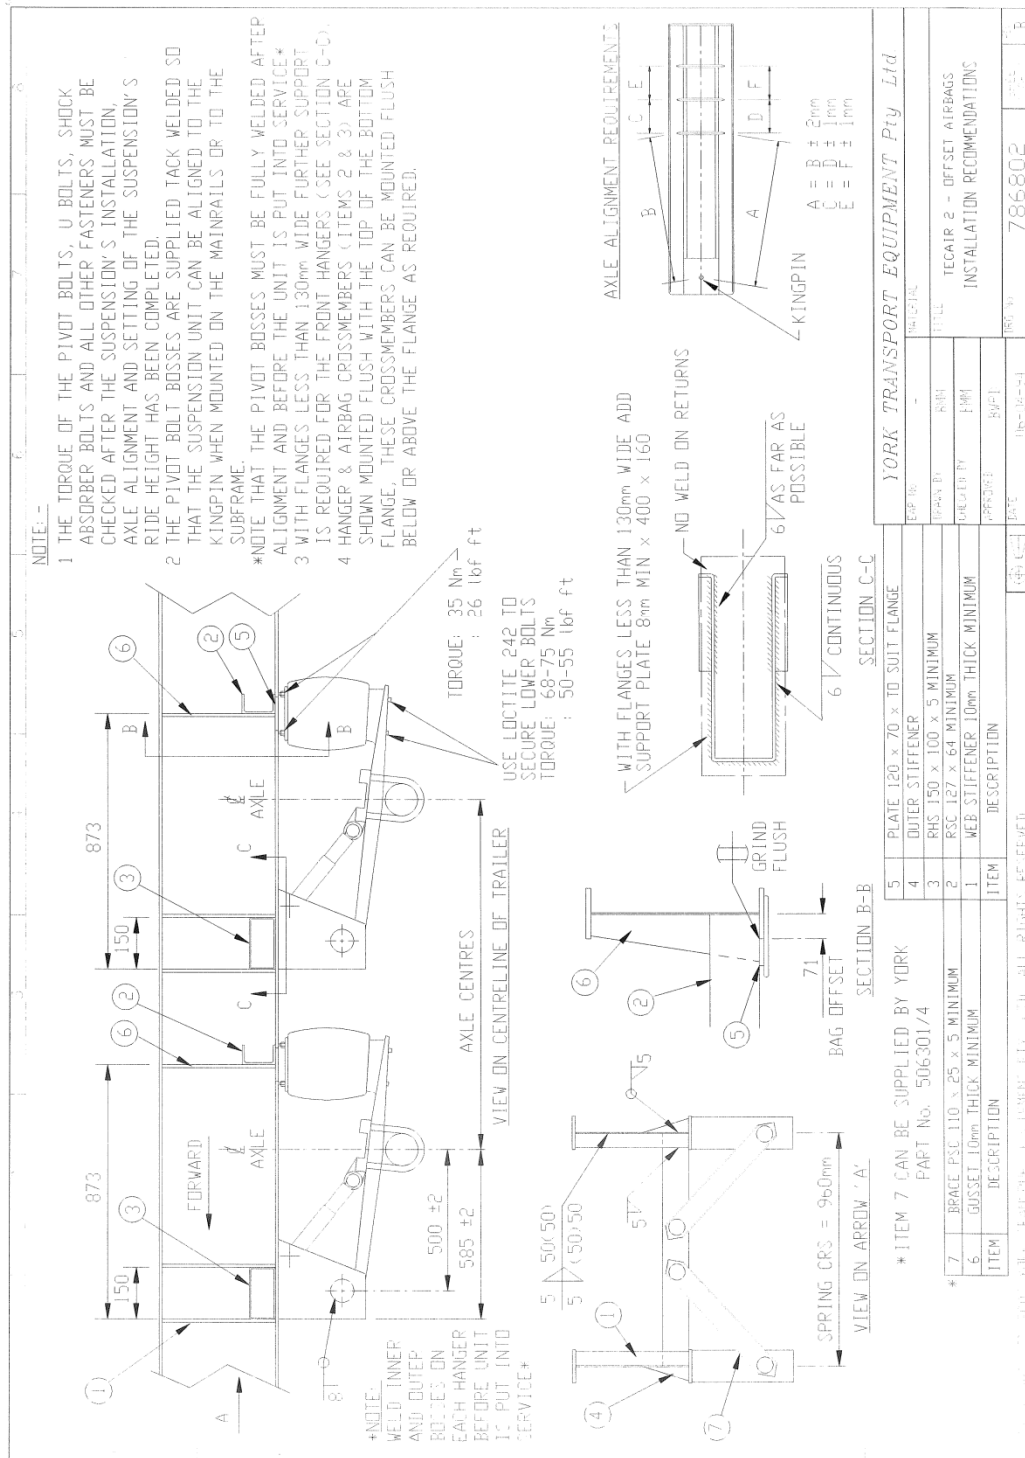 NOTE:-
1 THE TORQUE OF THE PIVOT BOLTS, U BOLTS, SHOCK
ABSORBER BOLTS AND ALL OTHER FASTENERS MUST BE
CHECKED AFTER THE SUSPENSION'S INSTALLATION,
AXLE ALIGNMENT AND SETTING OF THE SUSPENSION'S
RIDE HEIGHT HAS BEEN COMPLETED.
2 THE PIVOT BOLT BOSSES ARE SUPPLIED TACK WELDED SO
THAT THE SUSPENSION UNIT CAN BE ALIGNED TO THE
KINGPIN WHEN MOUNTED ON THE MAINRAILS OR TO THE
SUBFRAME.
*NOTE THAT THE PIVOT BOSSES MUST BE FULLY WELDED AFTER
ALIGNMENT AND BEFORE THE UNIT IS PUT INTO SERVICE*
3 WITH FLANGES LESS THAN 130mm WIDE FURTHER SUPPORT
IS REQUIRED FOR THE FRONT HANGERS (SEE SECTION C-C).
4 HANGER & AIRBAG CROSSMEMBERS (ITEMS 2 & 3) ARE
SHOWN MOUNTED FLUSH WITH THE TOP OF THE BOTTOM
FLANGE, THESE CROSSMEMBERS CAN BE MOUNTED FLUSH
BELOW OR ABOVE THE FLANGE AS REQUIRED.
873
873
150
150
1
3
6
2
3
6
2
5
A
FORWARD
AXLE
AXLE
C
C
B
B
8
500 ±2
585 ±2
AXLE CENTRES
VIEW ON CENTRELINE OF TRAILER
TORQUE: 35 Nm
: 26 lbf ft
USE LOCTITE 242 TO
SECURE LOWER BOLTS
TORQUE: 68-75 Nm
: 50-55 lbf ft
*NOTE:
WELD INNER
AND OUTER
BOSSES ON
EACH HANGER
BEFORE UNIT
IS PUT INTO
SERVICE*
5 50(50)
5 (50)50
5
5
4
1
7
SPRING CRS = 960mm
VIEW ON ARROW 'A'
6
2
5
71
BAG OFFSET
GRIND
FLUSH
SECTION B-B
WITH FLANGES LESS THAN 130mm WIDE ADD
SUPPORT PLATE 8mm MIN x 400 x 160
NO WELD ON RETURNS
6 AS FAR AS
POSSIBLE
6 CONTINUOUS
SECTION C-C
AXLE ALIGNMENT REQUIREMENTS
B
C
E
A
D
F
KINGPIN
A = B ± 2mm
C = D ± 1mm
E = F ± 1mm
* ITEM 7 CAN BE SUPPLIED BY YORK
PART No. 506301/4
* 7 BRACE PSC 110 x 25 x 5 MINIMUM
6 GUSSET 10mm THICK MINIMUM
ITEM DESCRIPTION
5 PLATE 120 x 70 x TO SUIT FLANGE
4 OUTER STIFFENER
3 RHS 150 x 100 x 5 MINIMUM
2 RSC 127 x 64 MINIMUM
1 WEB STIFFENER 10mm THICK MINIMUM
ITEM DESCRIPTION
YORK TRANSPORT EQUIPMENT Pty Ltd
MATERIAL
CHECKED BY
APPROVED
DATE
TITLE
TECAIR 2 - OFFSET AIRBAGS
INSTALLATION RECOMMENDATIONS
786802